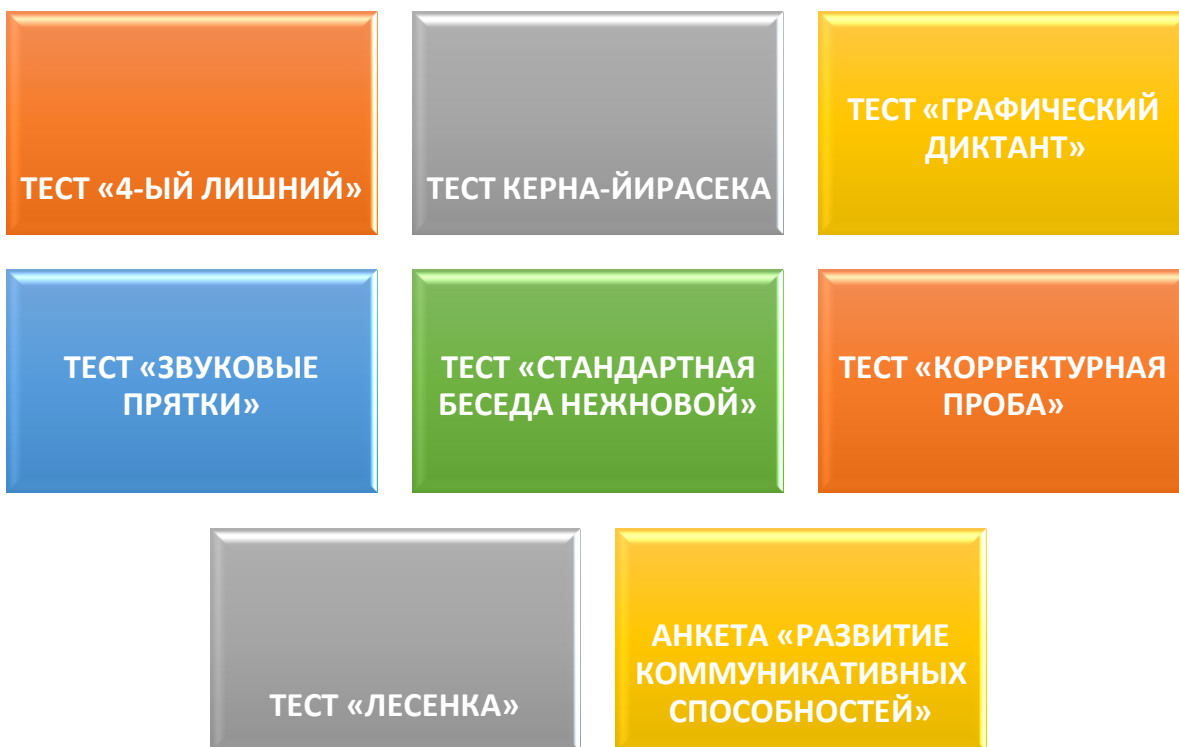 ТЕСТ «4-ЫЙ ЛИШНИЙ»
ТЕСТ КЕРНА-ЙИРАСЕКА
ТЕСТ «ГРАФИЧЕСКИЙ
ДИКТАНТ»
ТЕСТ «ЗВУКОВЫЕ
ПРЯТКИ»
ТЕСТ «СТАНДАРТНАЯ
БЕСЕДА НЕЖНОВОЙ»
ТЕСТ «КОРРЕКТУРНАЯ
ПРОБА»
ТЕСТ «ЛЕСЕНКА»
АНКЕТА «РАЗВИТИЕ
КОММУНИКАТИВНЫХ
СПОСОБНОСТЕЙ»